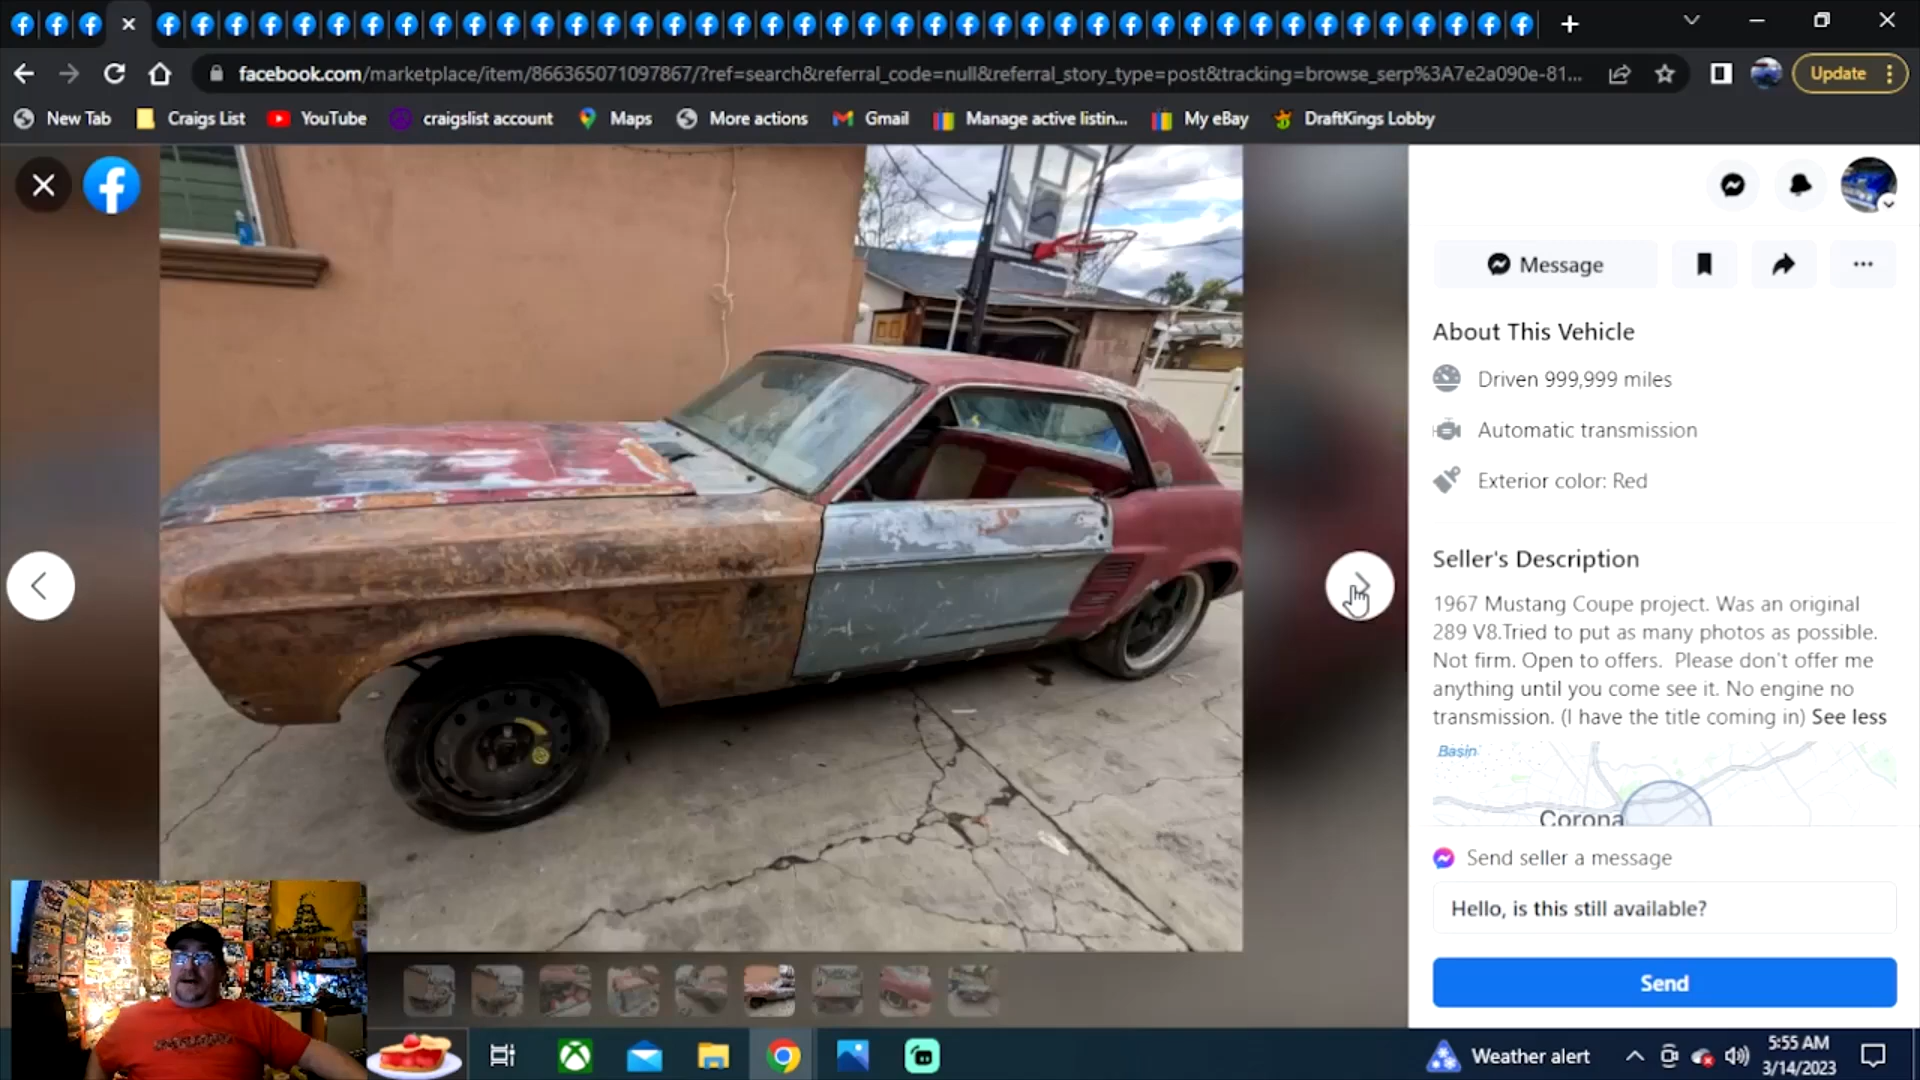 facebook.com/marketplace/item/866365071097867/?ref=search&referral_code=null&referral_story_type=post&tracking=browse_serp%3A7e2a090e-81...
Update
New Tab
Craigs List
YouTube
craigslist account
Maps
More actions
Gmail
Manage active listin...
My eBay
DraftKings Lobby
Message
About This Vehicle
Driven 999,999 miles
Automatic transmission
Exterior color: Red
Seller's Description
1967 Mustang Coupe project. Was an original
289 V8.Tried to put as many photos as possible.
Not firm. Open to offers. Please don't offer me
anything until you come see it. No engine no
transmission. (I have the title coming in) See less
Basin
Corona
Send seller a message
Hello, is this still available?
Send
Weather alert
5:55 AM
3/14/2023